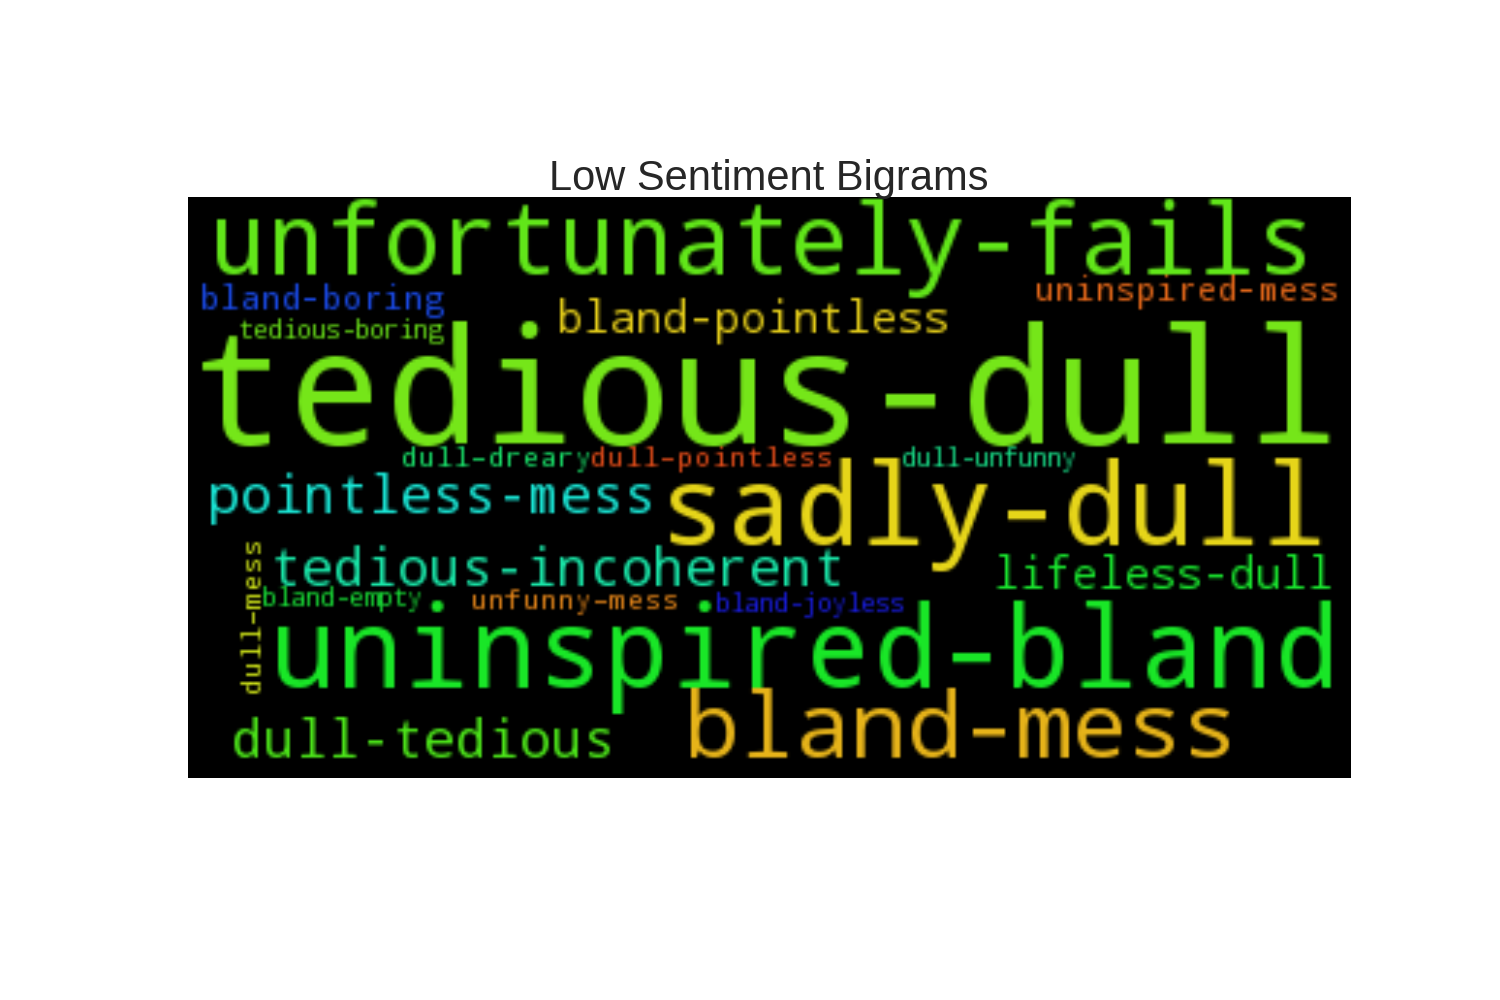 Low Sentiment Bigrams
unfortunately-fails
bland-boring
uninspired-mess
bland-pointless
tedious-boring
tedious-dull
dull-dreary
dull-pointless
dull-unfunny
pointless-mess
sadly-dull
tedious-incoherent
lifeless-dull
dull-mess
bland-empty
unfunny-mess
bland-joyless
uninspired-bland
dull-tedious
bland-mess